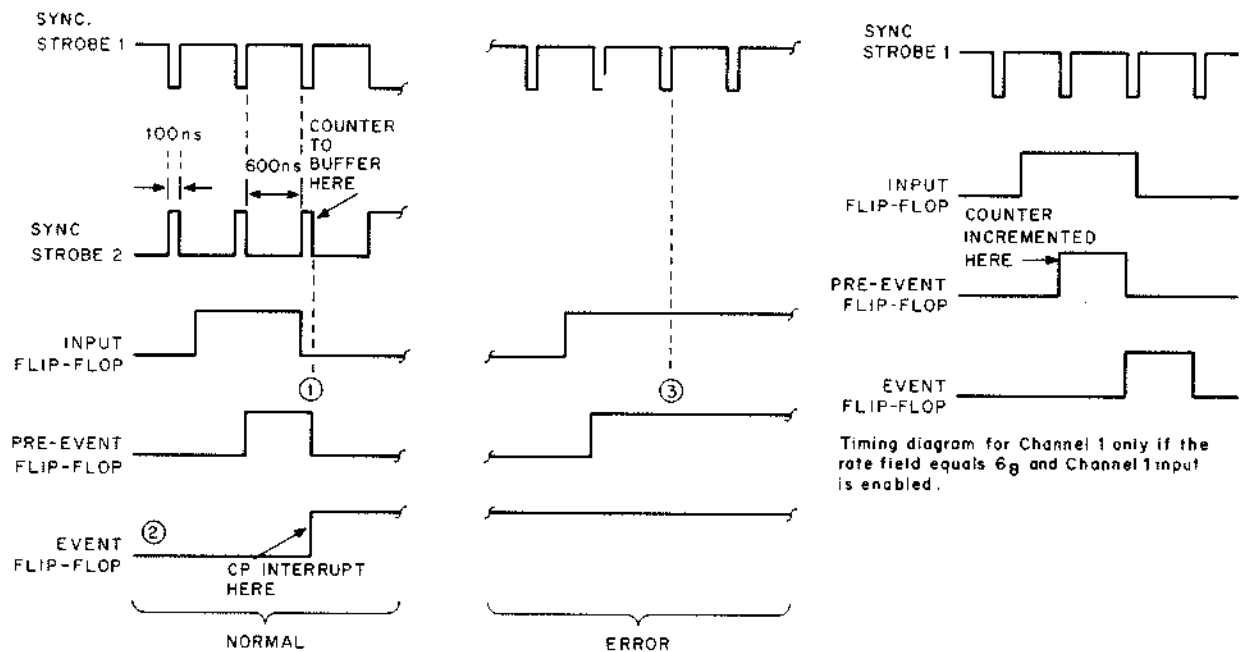 SYNC.
STROBE 1
100ns
600ns
COUNTER
TO
BUFFER
HERE
SYNC
STROBE 2
INPUT
FLIP-FLOP
1
PRE-EVENT
FLIP-FLOP
2
EVENT
FLIP-FLOP
CP INTERRUPT
HERE
NORMAL
3
ERROR
SYNC
STROBE 1
INPUT
FLIP-FLOP
COUNTER
INCREMENTED
HERE
PRE-EVENT
FLIP-FLOP
EVENT
FLIP-FLOP
Timing diagram for Channel 1 only if the
rate field equals 6₈ and Channel 1 input
is enabled.